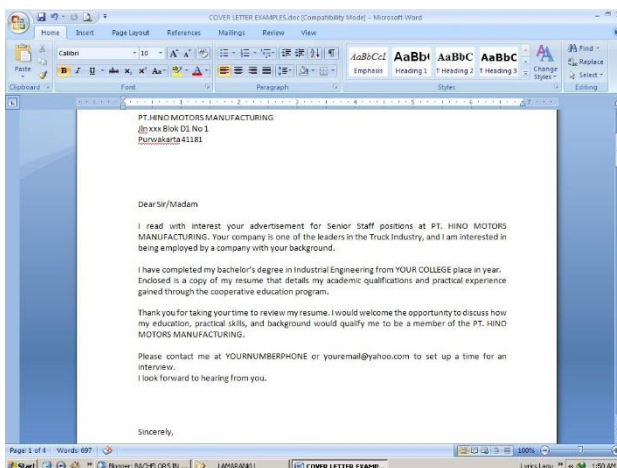 COVER LETTER EXAMPLES.doc [Compatibility Mode] - Microsoft Word
Home Insert Page Layout References Mailings Review View
Calibri 10
Paste
AaBbCcI AaBb( AaBbC AaBbC
Emphasis Heading 1 ¶ Heading 2 ¶ Heading 3
Change Styles
Find
Replace
Select
Clipboard Font Paragraph Styles Editing
PT.HINO MOTORS MANUFACTURING
Jln xxx Blok D1 No 1
Purwakarta 41181
Dear Sir/Madam
I read with interest your advertisement for Senior Staff positions at PT. HINO MOTORS
MANUFACTURING. Your company is one of the leaders in the Truck Industry, and I am interested in
being employed by a company with your background.
I have completed my bachelor's degree in Industrial Engineering from YOUR COLLEGE place in year.
Enclosed is a copy of my resume that details my academic qualifications and practical experience
gained through the cooperative education program.
Thank you for taking your time to review my resume. I would welcome the opportunity to discuss how
my education, practical skills, and background would qualify me to be a member of the PT. HINO
MOTORS MANUFACTURING.
Please contact me at YOURNUMBERPHONE or youremail@yahoo.com to set up a time for an
interview.
I look forward to hearing from you.
Sincerely,
Page: 1 of 4 Words: 697 100%
Start Blogger: BACHELORS IN ... LAMARANKU COVER LETTER EXAMP... Lyrics Lagu 1:50 AM